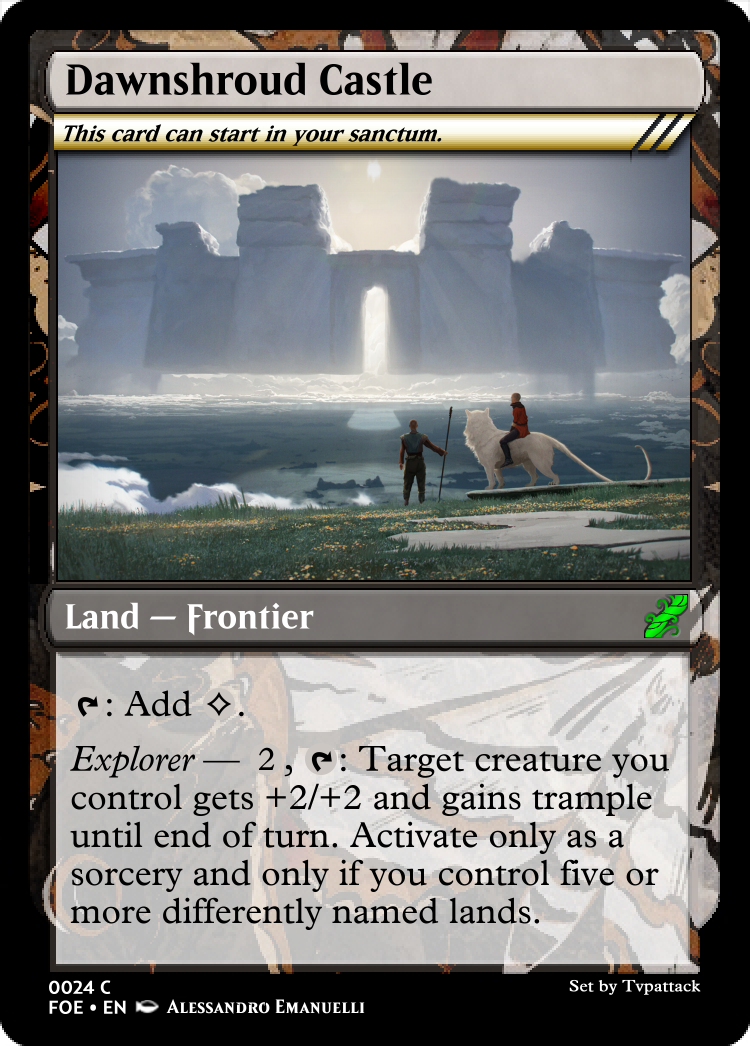 Dawnshroud Castle
This card can start in your sanctum.
Land — Frontier
: Add .
Explorer — 2 , : Target creature you
control gets +2/+2 and gains trample
until end of turn. Activate only as a
sorcery and only if you control five or
more differently named lands.
0024 C
Set by Tvpattack
FOE • EN Alessandro Emanuelli